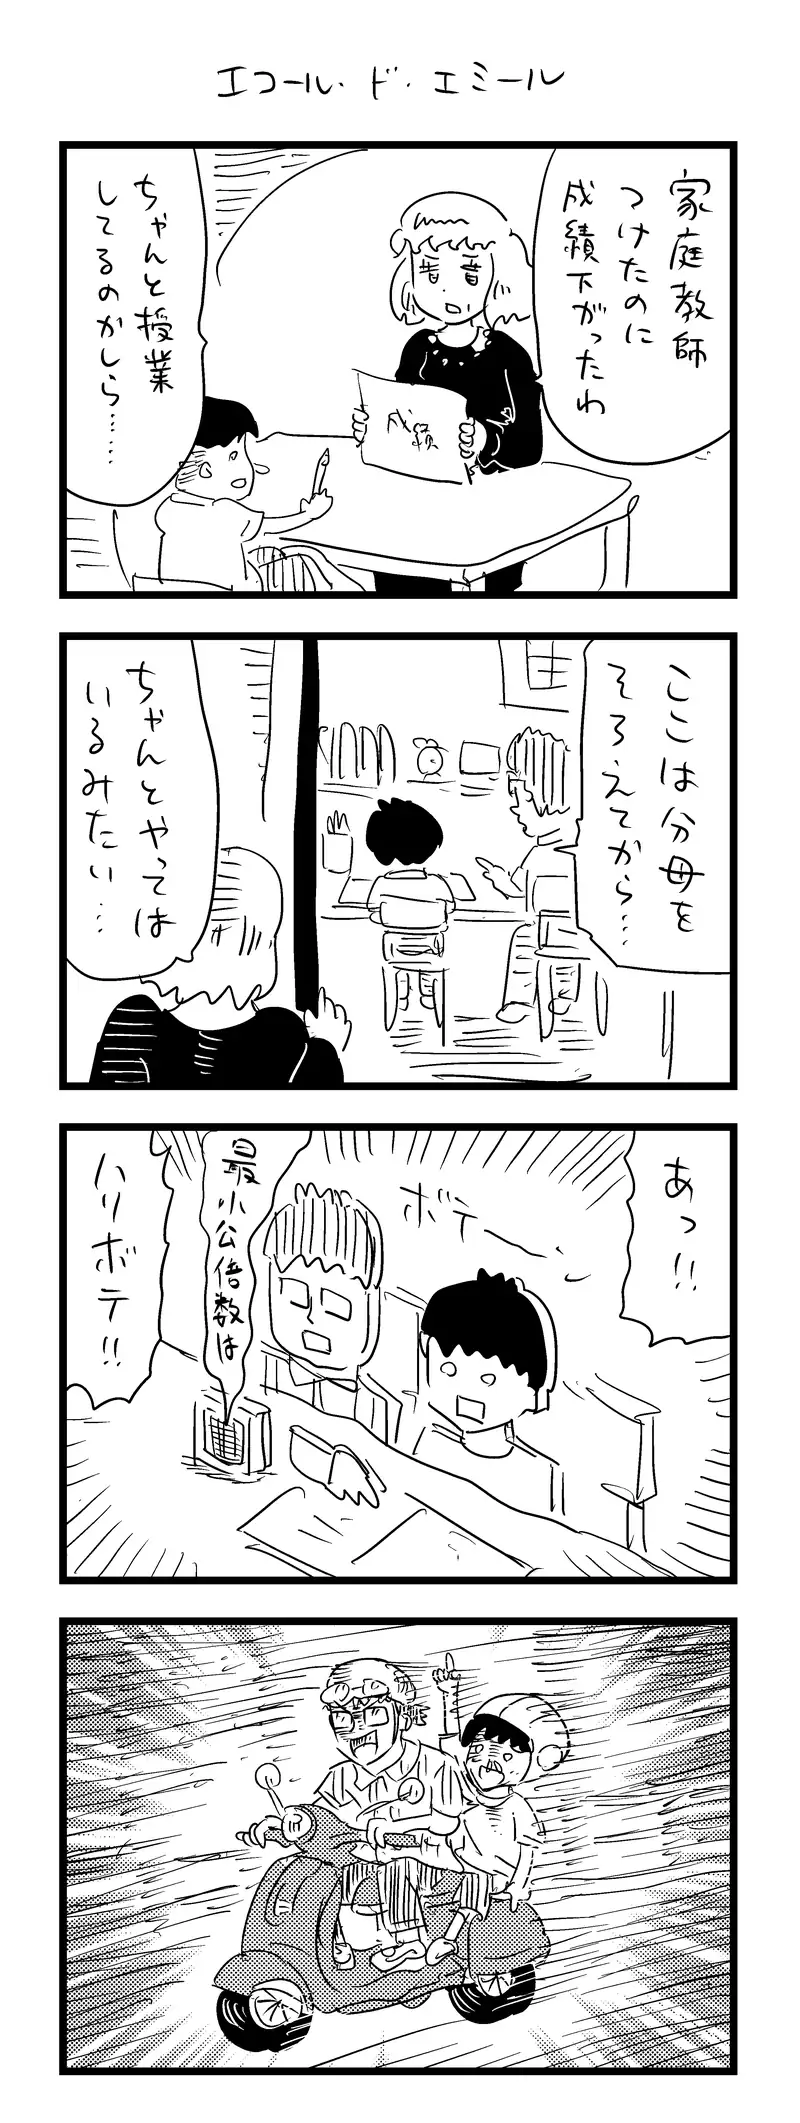 エコール・ド・エミール
家庭教師
つけたのに
成績下がったわ
ちゃんと授業
してるのかしら……
成績
ここは分母を
そろえてから…
ちゃんとやっては
いるみたい…
あっ!!
ボテーン
最小公倍数は
ハリボテ!!